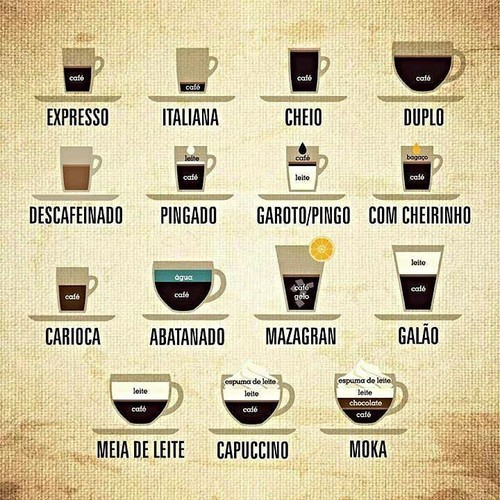 café
EXPRESSO
café
ITALIANA
café
CHEIO
café
DUPLO
DESCAFEINADO
leite
café
PINGADO
café
leite
GAROTO/PINGO
bagaço
café
COM CHEIRINHO
café
CARIOCA
água
café
ABATANADO
café
gelo
MAZAGRAN
leite
café
GALÃO
leite
café
MEIA DE LEITE
espuma de leite
leite
café
CAPUCCINO
espuma de leite
leite
chocolate
café
MOKA